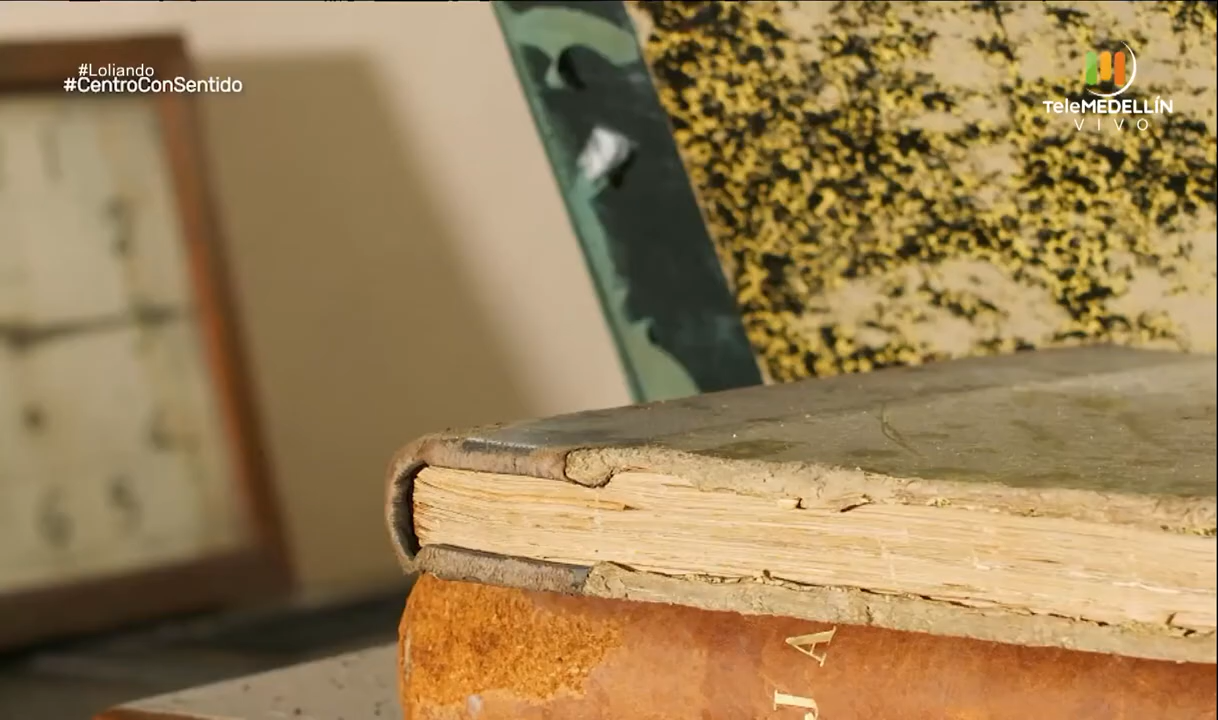 #Loliando
#CentroConSentido
TeleMEDELLÍN
VIVO
A